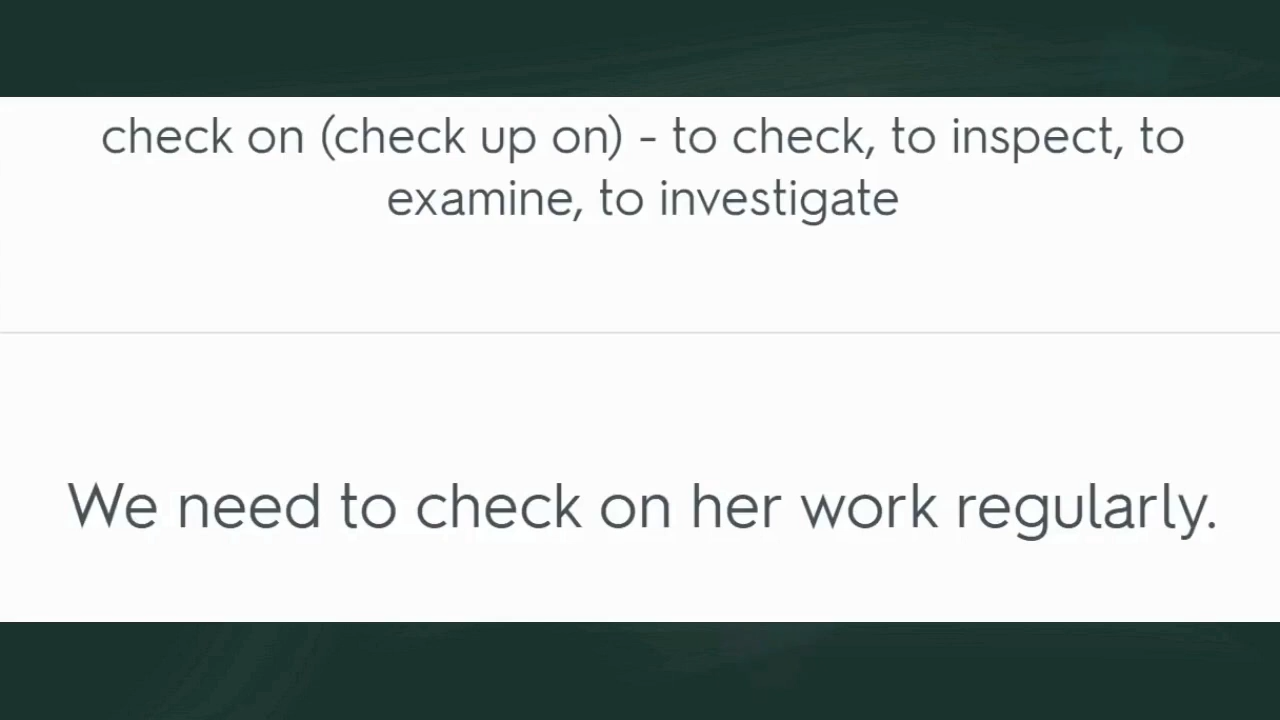 check on (check up on) - to check, to inspect, to
examine, to investigate
We need to check on her work regularly.